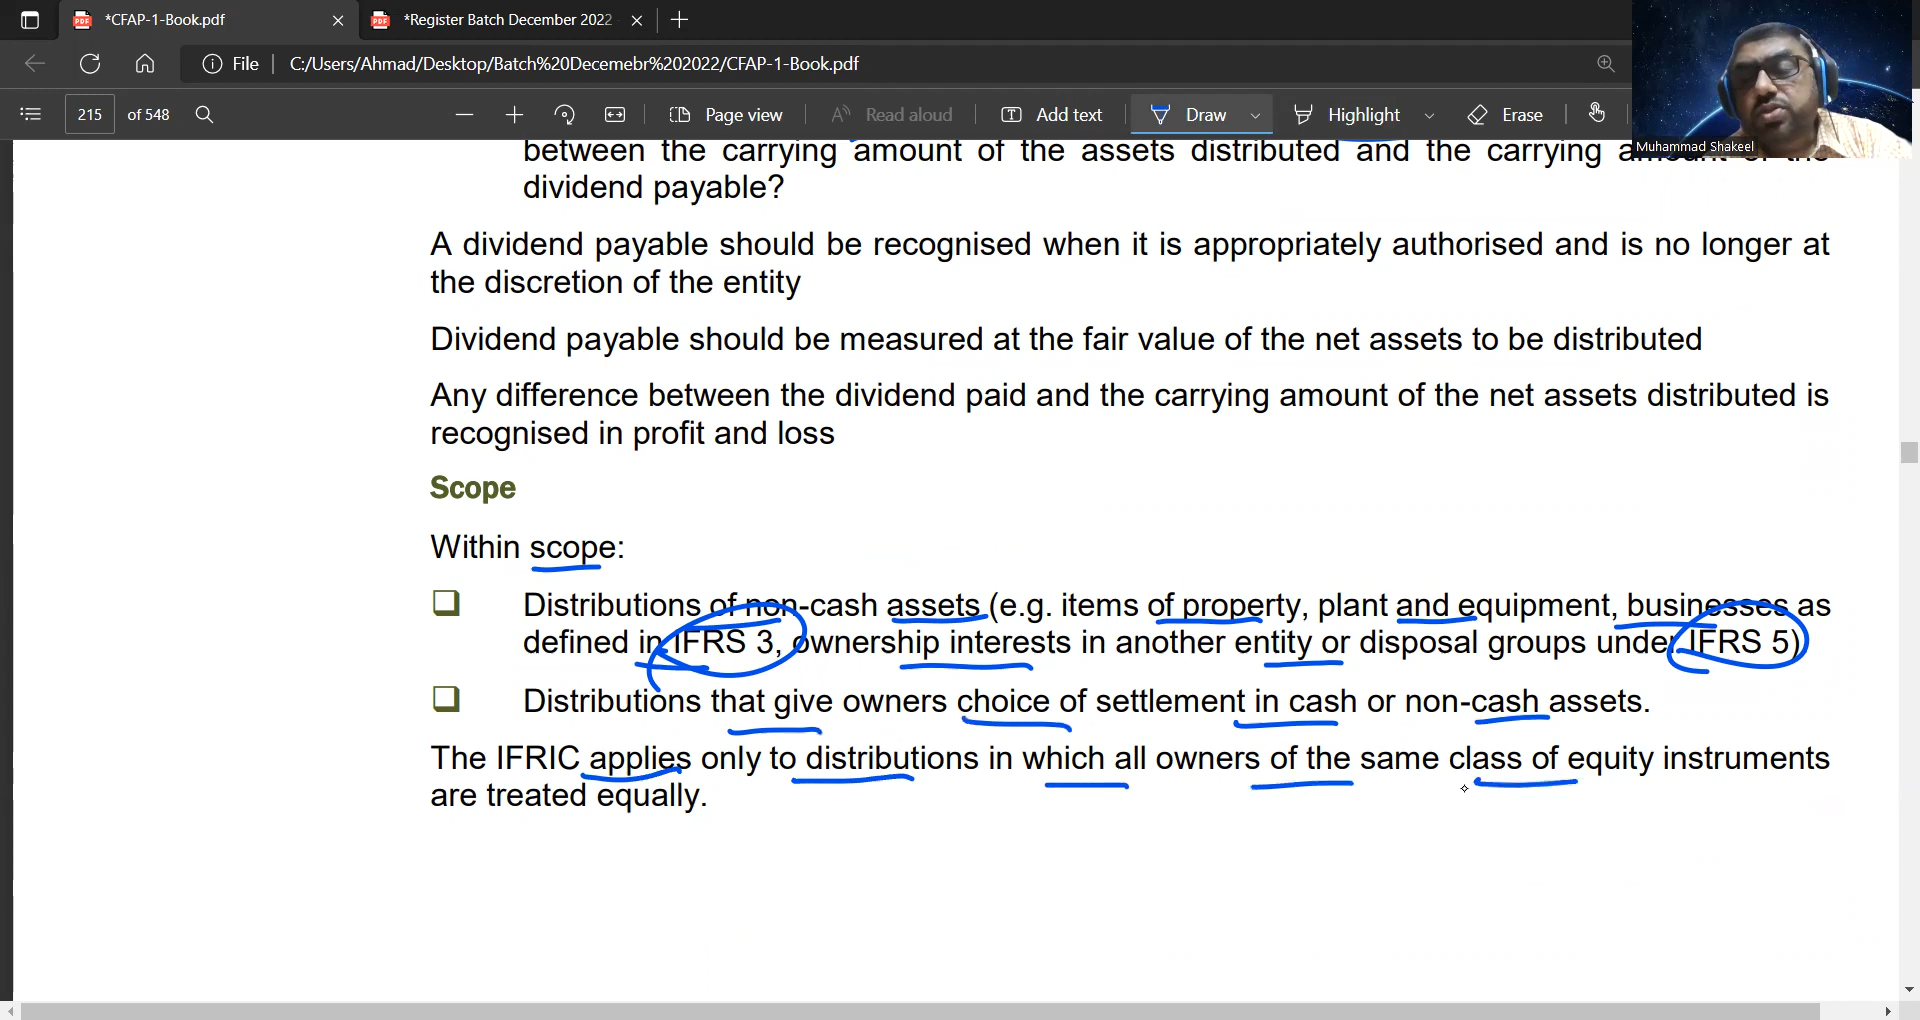 *CFAP-1-Book.pdf
*Register Batch December 2022
File
C:/Users/Ahmad/Desktop/Batch%20Decemebr%202022/CFAP-1-Book.pdf
215 of 548
Page view
Read aloud
Add text
Draw
Highlight
Erase
Muhammad Shakeel
between the carrying amount of the assets distributed and the carrying amount of the
dividend payable?
A dividend payable should be recognised when it is appropriately authorised and is no longer at
the discretion of the entity
Dividend payable should be measured at the fair value of the net assets to be distributed
Any difference between the dividend paid and the carrying amount of the net assets distributed is
recognised in profit and loss
Scope
Within scope:
Distributions of non-cash assets (e.g. items of property, plant and equipment, businesses as
defined in IFRS 3, ownership interests in another entity or disposal groups under IFRS 5)
Distributions that give owners choice of settlement in cash or non-cash assets.
The IFRIC applies only to distributions in which all owners of the same class of equity instruments
are treated equally.